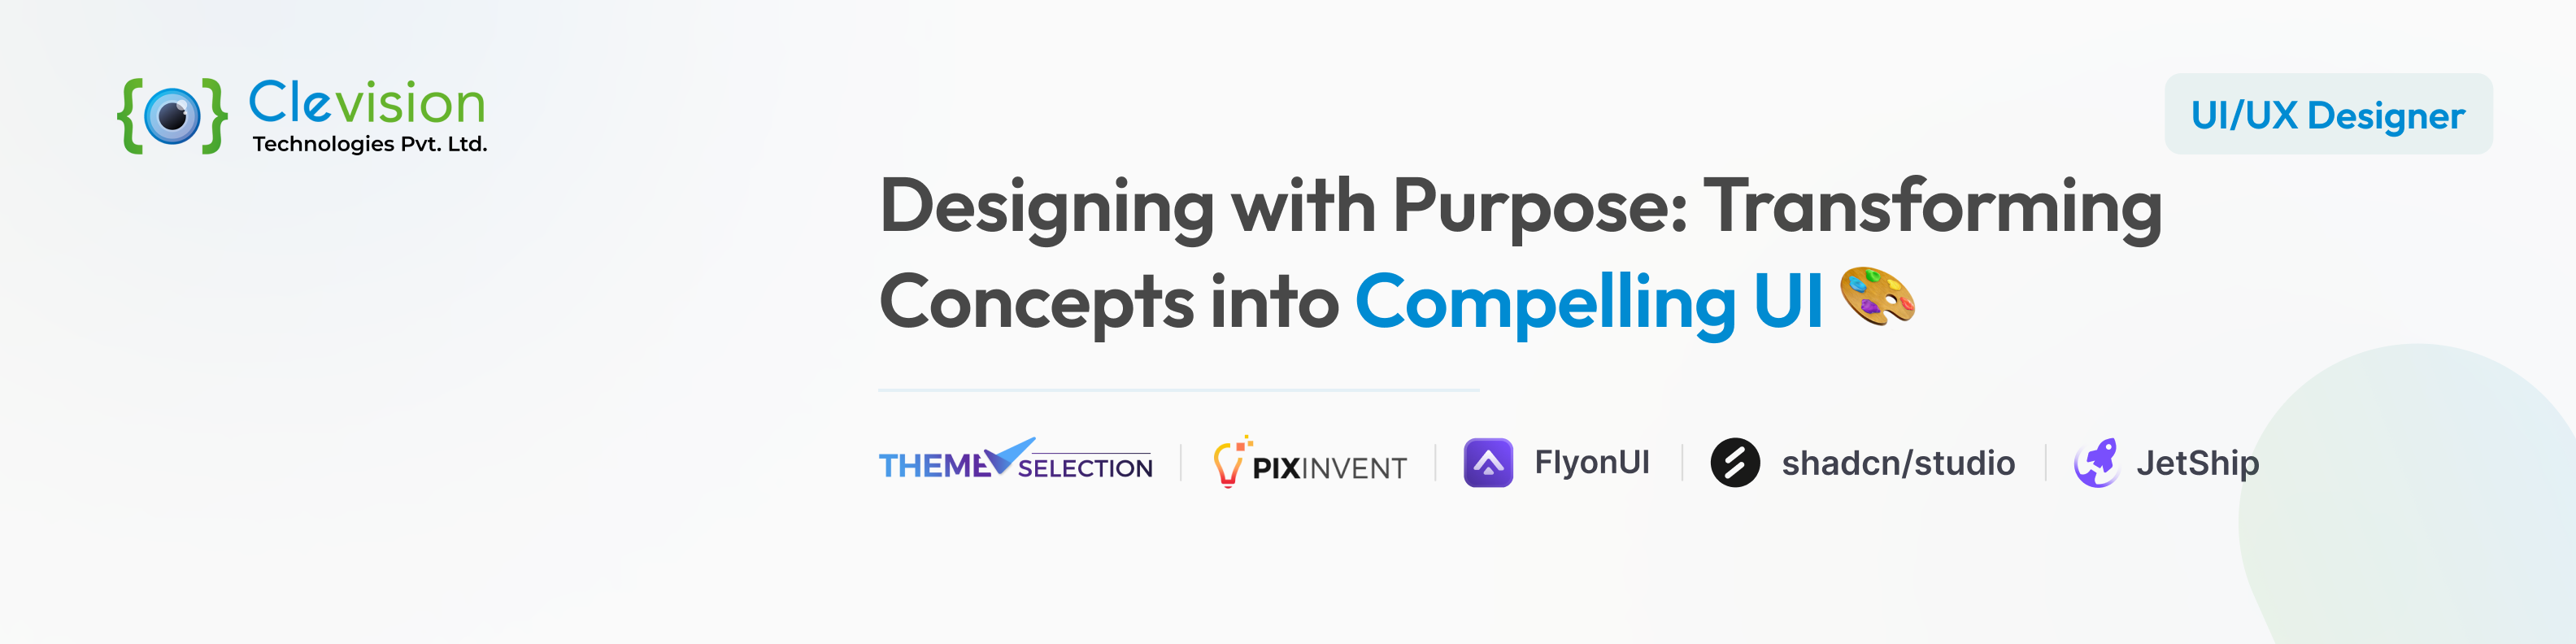 Clevision
Technologies Pvt. Ltd.
UI/UX Designer
Designing with Purpose: Transforming
Concepts into Compelling UI
THEME SELECTION
PIXINVENT
FlyonUI
shadcn/studio
JetShip